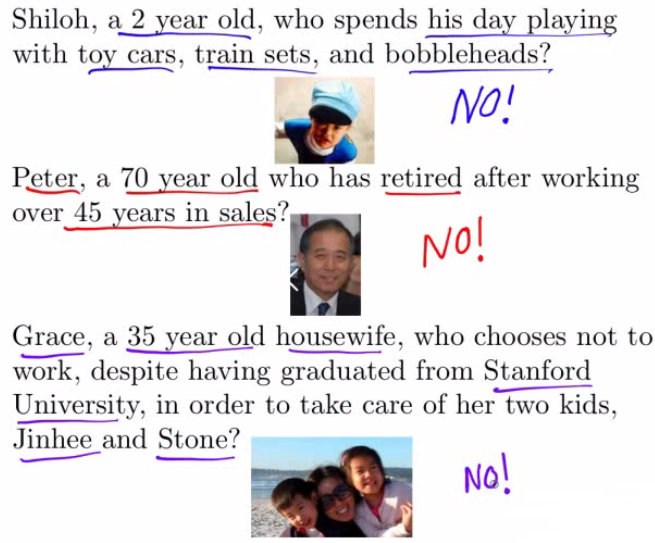 Shiloh, a 2 year old, who spends his day playing
with toy cars, train sets, and bobbleheads?
NO!
Peter, a 70 year old who has retired after working
over 45 years in sales?
NO!
Grace, a 35 year old housewife, who chooses not to
work, despite having graduated from Stanford
University, in order to take care of her two kids,
Jinhee and Stone?
NO!